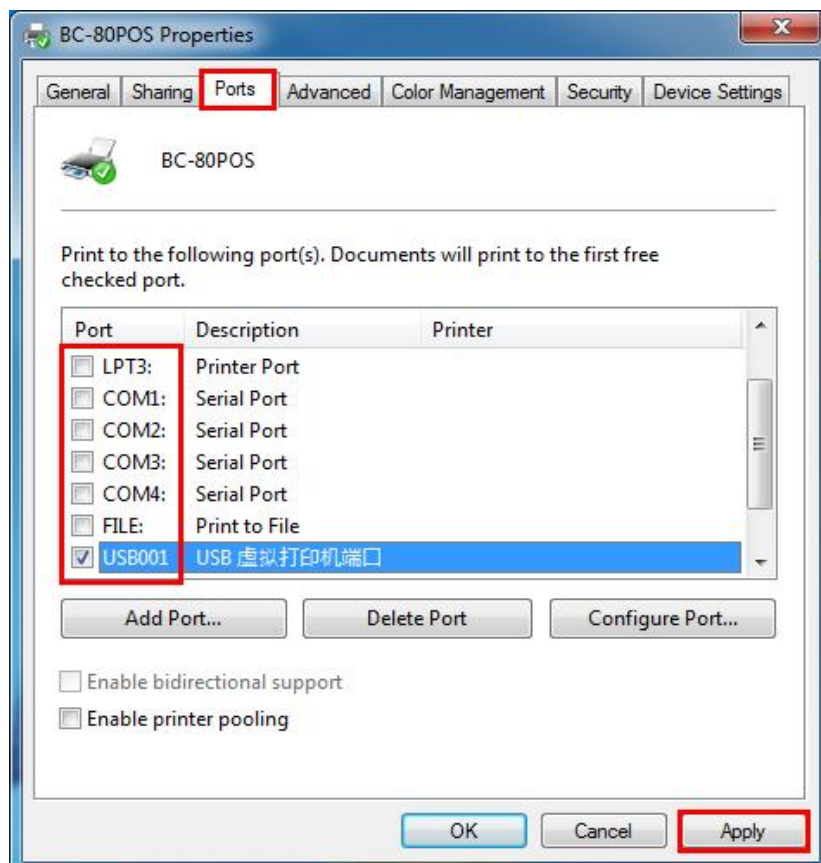 BC-80POS Properties
General Sharing Ports Advanced Color Management Security Device Settings
BC-80POS
Print to the following port(s). Documents will print to the first free
checked port.
Port Description Printer
LPT3: Printer Port
COM1: Serial Port
COM2: Serial Port
COM3: Serial Port
COM4: Serial Port
FILE: Print to File
USB001 USB 虚拟打印机端口
Add Port... Delete Port Configure Port...
Enable bidirectional support
Enable printer pooling
OK Cancel Apply